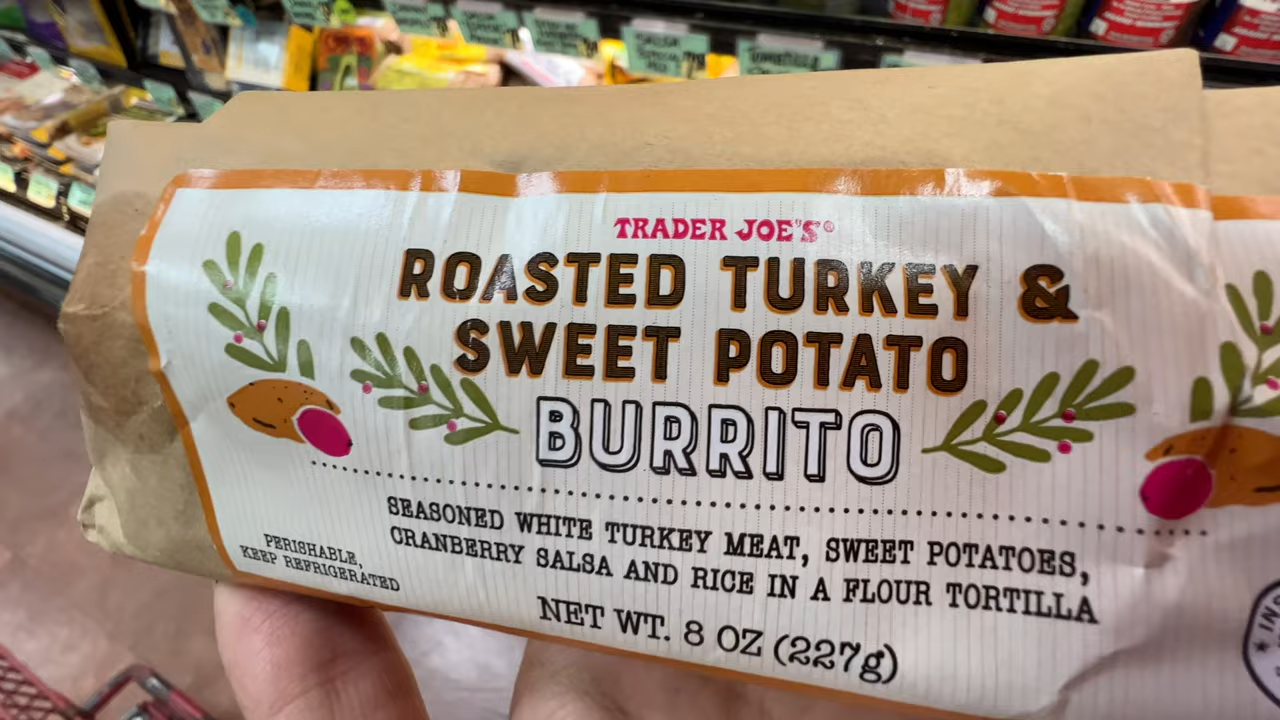 TRADER JOE'S®
ROASTED TURKEY &
SWEET POTATO
BURRITO
SEASONED WHITE TURKEY MEAT, SWEET POTATOES,
CRANBERRY SALSA AND RICE IN A FLOUR TORTILLA
PERISHABLE,
KEEP REFRIGERATED
NET WT. 8 OZ (227g)